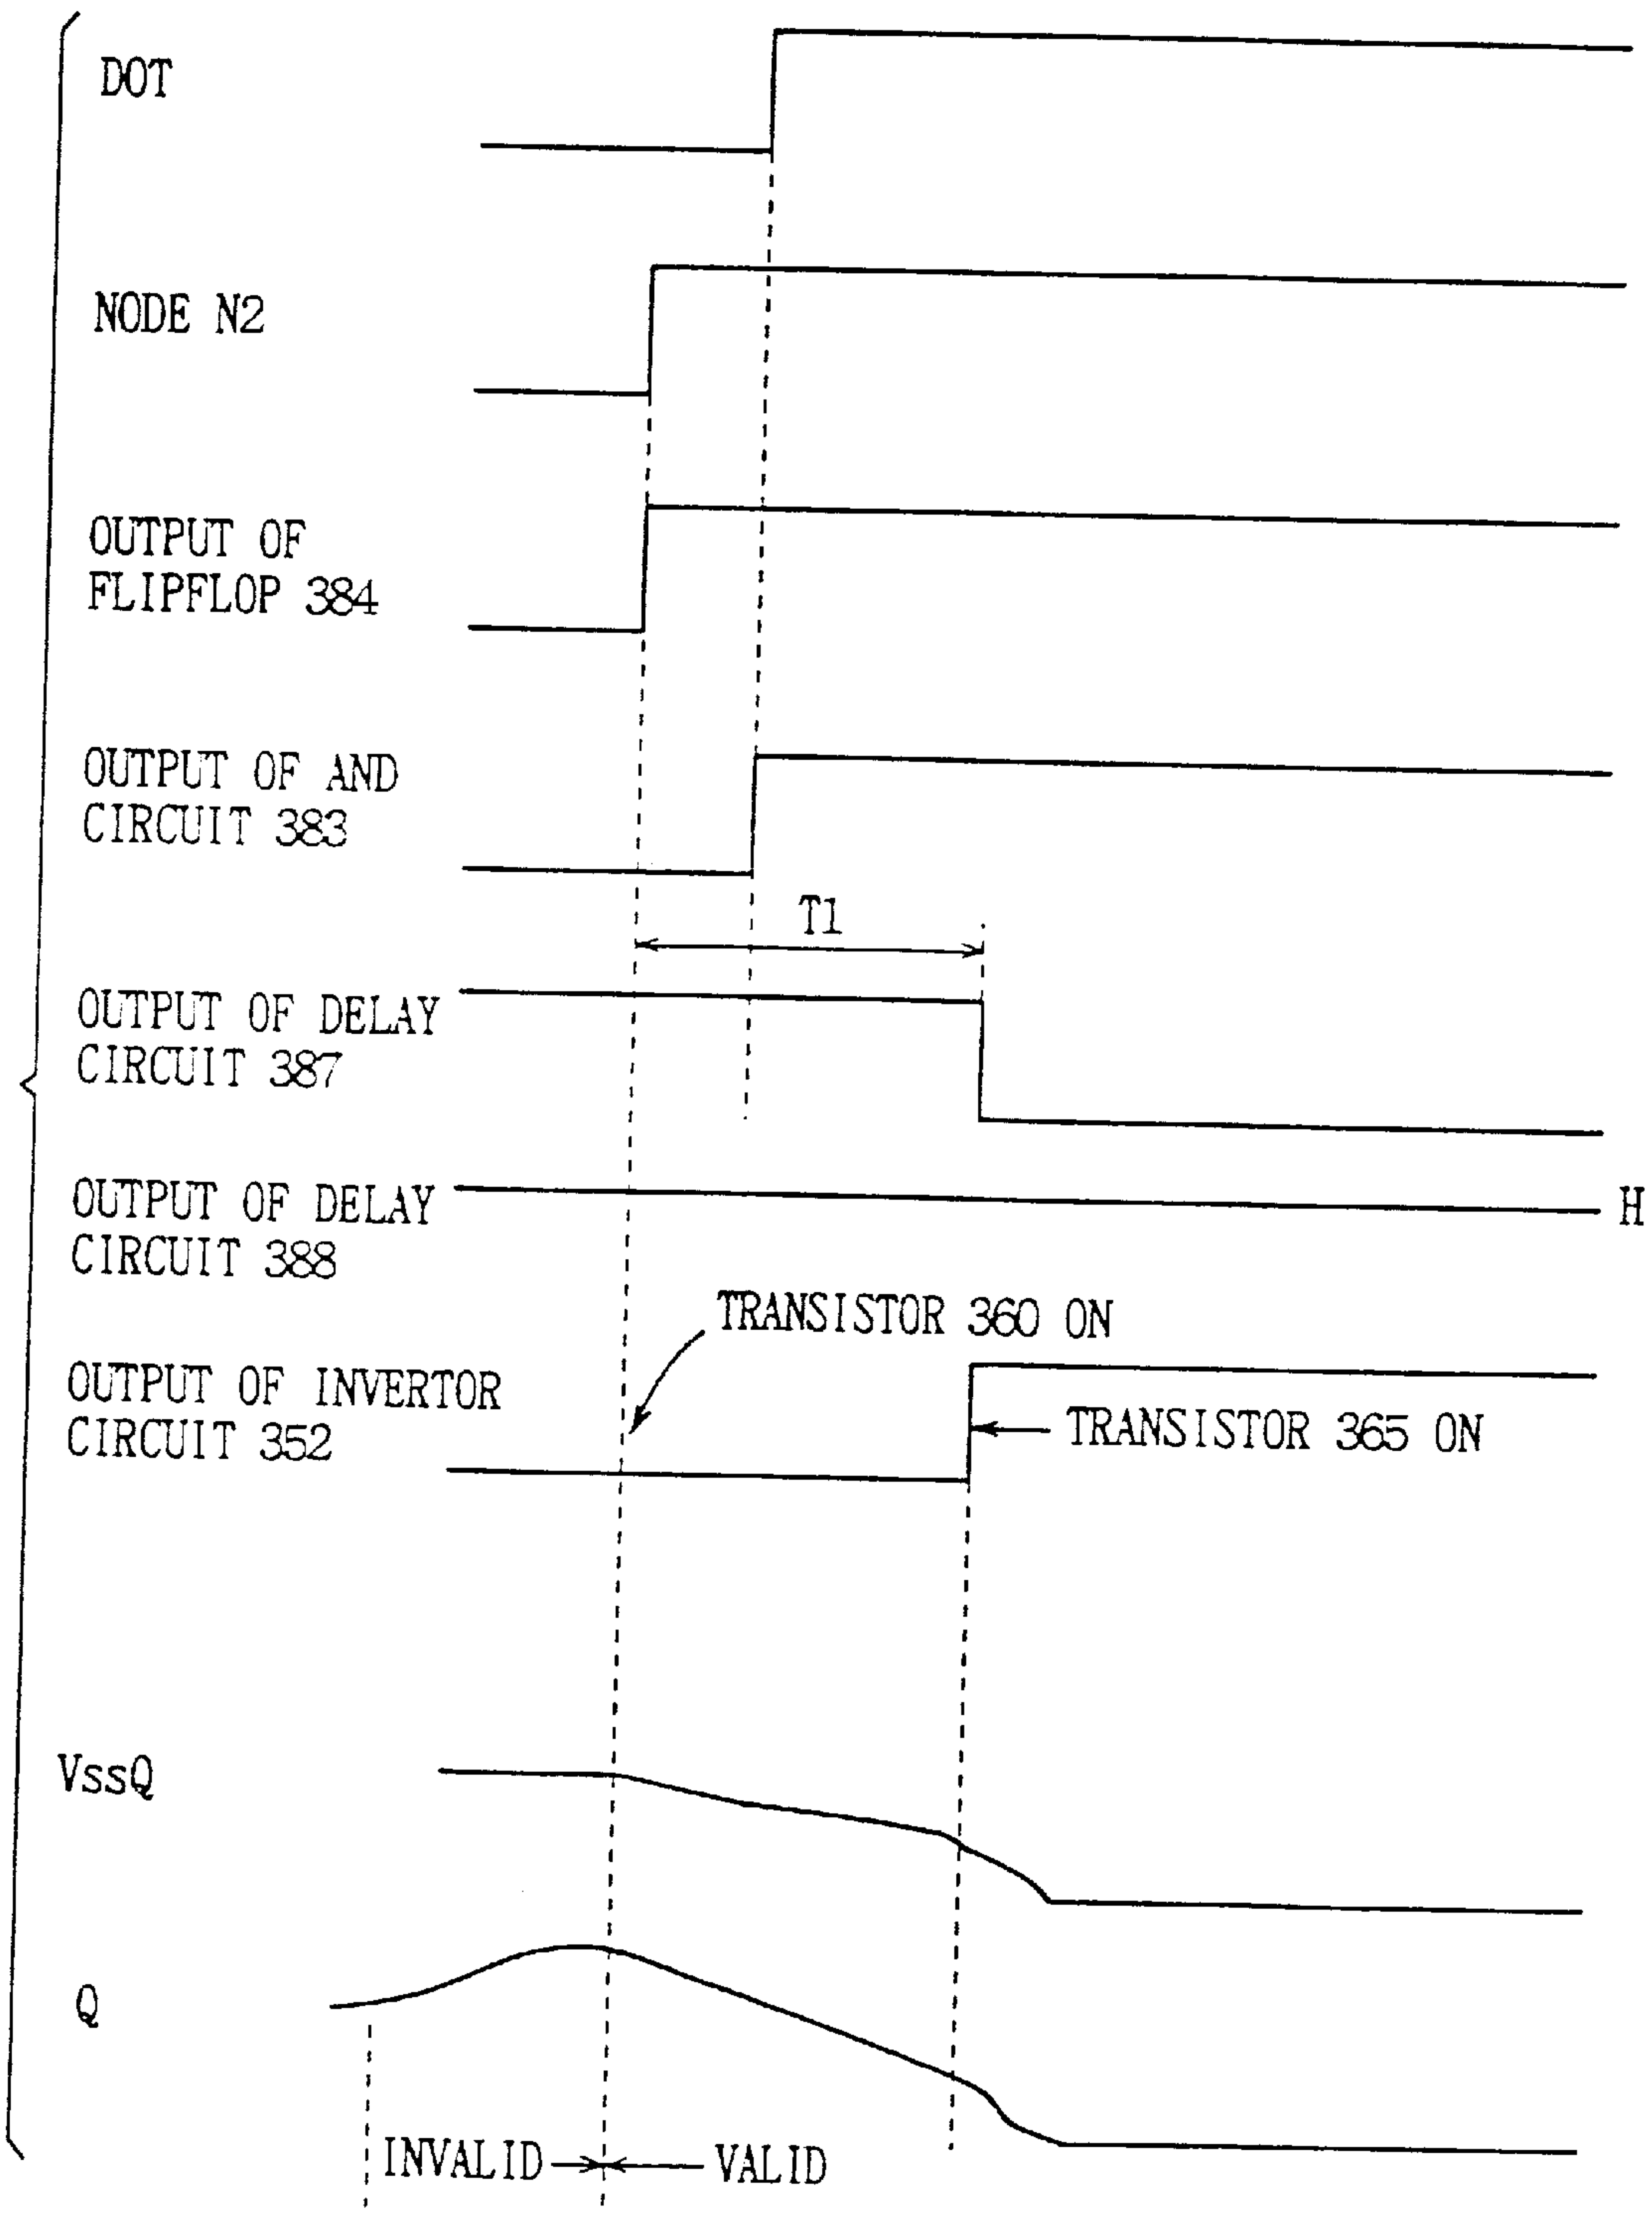 DOT
NODE N2
OUTPUT OF
FLIPFLOP 384
OUTPUT OF AND
CIRCUIT 383
T1
OUTPUT OF DELAY
CIRCUIT 387
OUTPUT OF DELAY
CIRCUIT 388
H
TRANSISTOR 360 ON
OUTPUT OF INVERTOR
CIRCUIT 352
TRANSISTOR 365 ON
VssQ
Q
INVALID
VALID